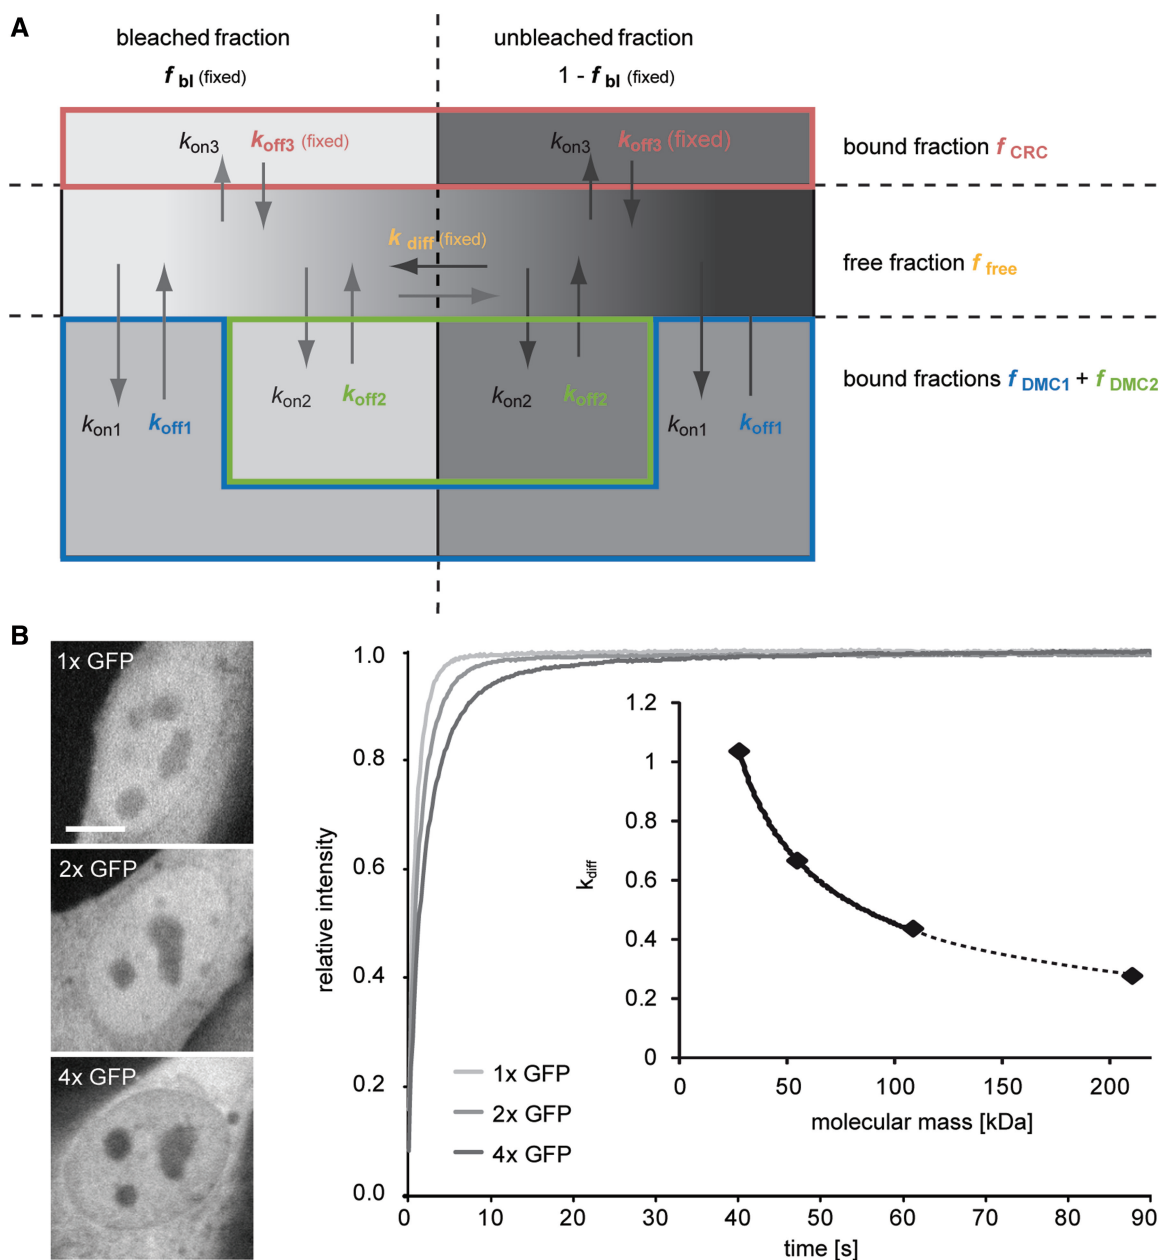 A
bleached fraction
unbleached fraction
f bl (fixed)
1 - f bl (fixed)
kon3
koff3 (fixed)
kon3
koff3 (fixed)
bound fraction f CRC
k diff (fixed)
free fraction f free
kon2
koff2
kon2
koff2
bound fractions f DMC1 + f DMC2
kon1
koff1
kon1
koff1
B
1x GFP
2x GFP
4x GFP
relative intensity
1.0
0.8
0.6
0.4
0.2
0.0
0
10
20
30
40
50
60
70
80
90
time [s]
1x GFP
2x GFP
4x GFP
kdiff
1.2
1
0.8
0.6
0.4
0.2
0
0
50
100
150
200
molecular mass [kDa]